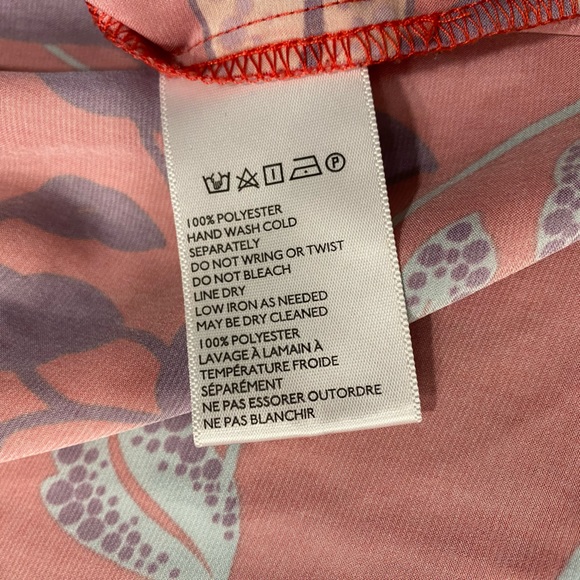 100% POLYESTER
HAND WASH COLD
SEPARATELY
DO NOT WRING OR TWIST
DO NOT BLEACH
LINE DRY
LOW IRON AS NEEDED
MAY BE DRY CLEANED
100% POLYESTER
LAVAGE À LAMAIN À
TEMPÉRATURE FROIDE
SÉPARÉMENT
NE PAS ESSORER OUTORDRE
NE PAS BLANCHIR